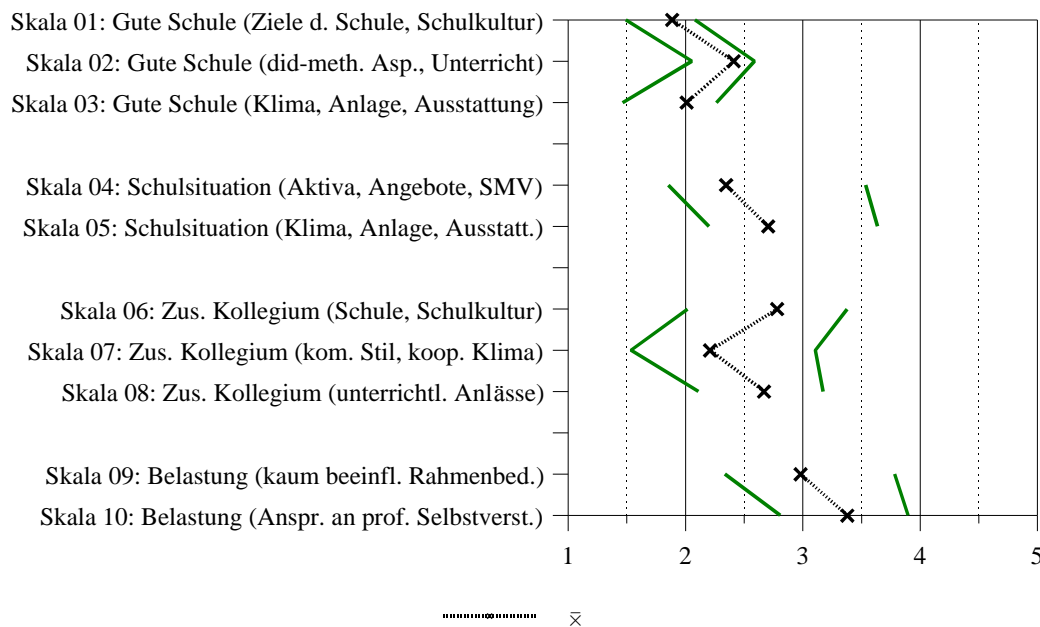 Skala 01: Gute Schule (Ziele d. Schule, Schulkultur)
Skala 02: Gute Schule (did-meth. Asp., Unterricht)
Skala 03: Gute Schule (Klima, Anlage, Ausstattung)
Skala 04: Schulsituation (Aktiva, Angebote, SMV)
Skala 05: Schulsituation (Klima, Anlage, Ausstatt.)
Skala 06: Zus. Kollegium (Schule, Schulkultur)
Skala 07: Zus. Kollegium (kom. Stil, koop. Klima)
Skala 08: Zus. Kollegium (unterrichtl. Anlässe)
Skala 09: Belastung (kaum beeinfl. Rahmenbed.)
Skala 10: Belastung (Anspr. an prof. Selbstverst.)
1 2 3 4 5
x̄